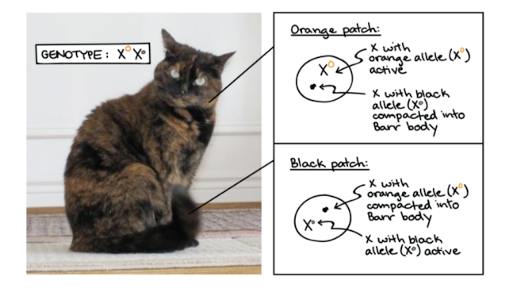 GENOTYPE: X^O X^o
Orange patch:
X^O
X with
orange allele (X^O)
active
X with black
allele (X^o)
compacted into
Barr body
Black patch:
X^o
X with
orange allele (X^O)
compacted into
Barr body
X with black
allele (X^o) active